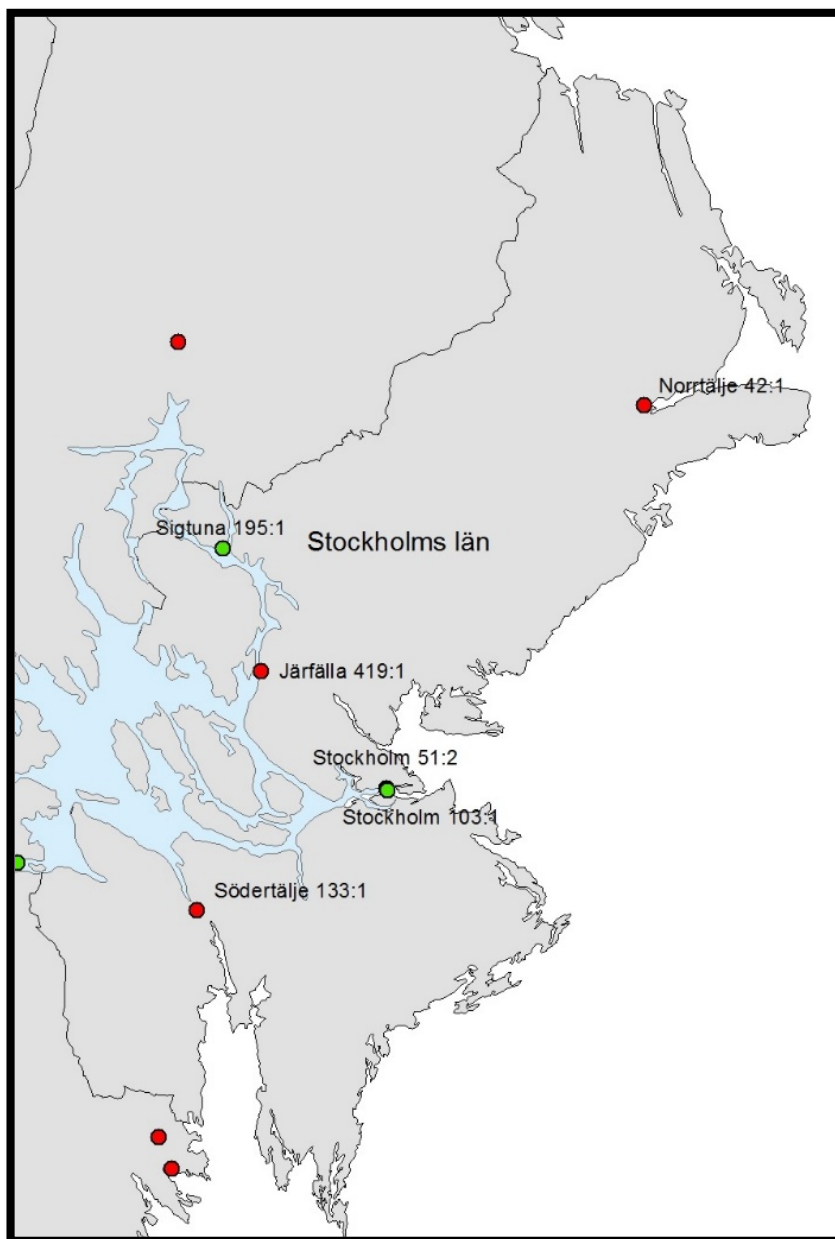 Norrtälje 42:1
Sigtuna 195:1
Stockholms län
Järfälla 419:1
Stockholm 51:2
Stockholm 103:1
Södertälje 133:1